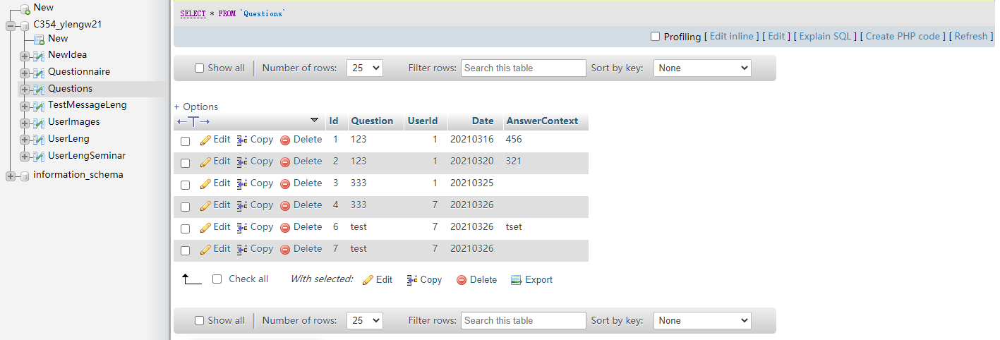 New
C354_ylengw21
New
NewIdea
Questionnaire
Questions
TestMessageLeng
UserImages
UserLeng
UserLengSeminar
information_schema
SELECT * FROM `Questions`
Profiling [ Edit inline ] [ Edit ] [ Explain SQL ] [ Create PHP code ] [ Refresh ]
Show all Number of rows: 25 Filter rows: Search this table Sort by key: None
+ Options
←T→ Id Question UserId Date AnswerContext
Edit Copy Delete 1 123 1 20210316 456
Edit Copy Delete 2 123 1 20210320 321
Edit Copy Delete 3 333 1 20210325
Edit Copy Delete 4 333 7 20210326
Edit Copy Delete 6 test 7 20210326 tset
Edit Copy Delete 7 test 7 20210326
Check all With selected: Edit Copy Delete Export
Show all Number of rows: 25 Filter rows: Search this table Sort by key: None